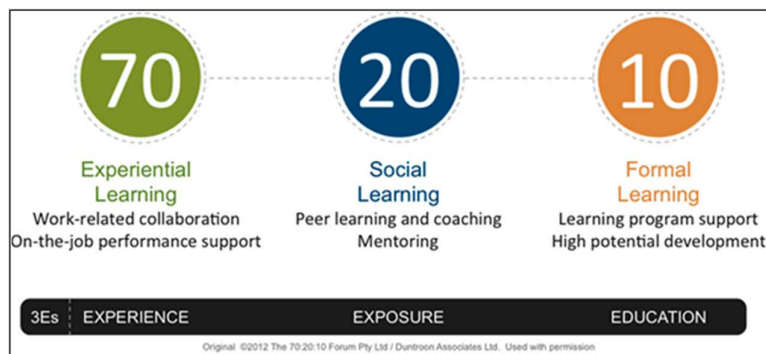 70
20
10
Experiential
Learning
Work-related collaboration
On-the-job performance support
Social
Learning
Peer learning and coaching
Mentoring
Formal
Learning
Learning program support
High potential development
3Es EXPERIENCE EXPOSURE EDUCATION
Original ©2012 The 70:20:10 Forum Pty Ltd / Duntroon Associates Ltd. Used with permission